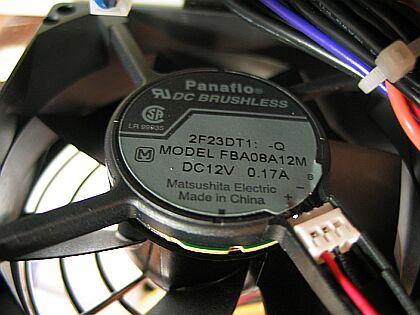 Panaflo®
DC BRUSHLESS
LR 99935
2F23DT1: -Q
MODEL FBA08A12M
DC12V 0.17A
Matsushita Electric
Made in China
B
+
−